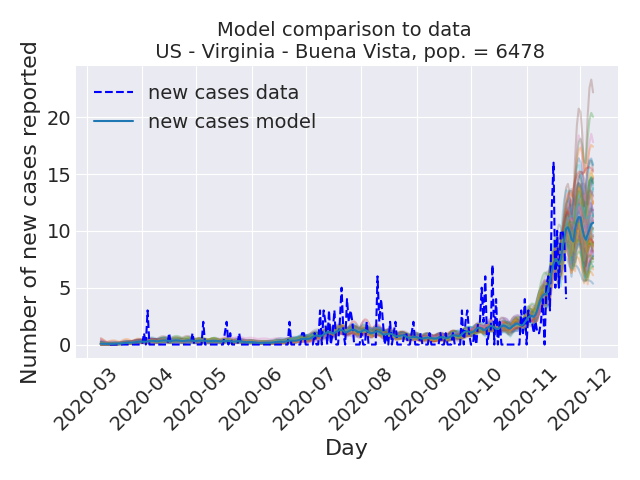 Model comparison to data
US - Virginia - Buena Vista, pop. = 6478
Number of new cases reported
new cases data
new cases model
20
15
10
5
0
2020-03
2020-04
2020-05
2020-06
2020-07
2020-08
2020-09
2020-10
2020-11
2020-12
Day